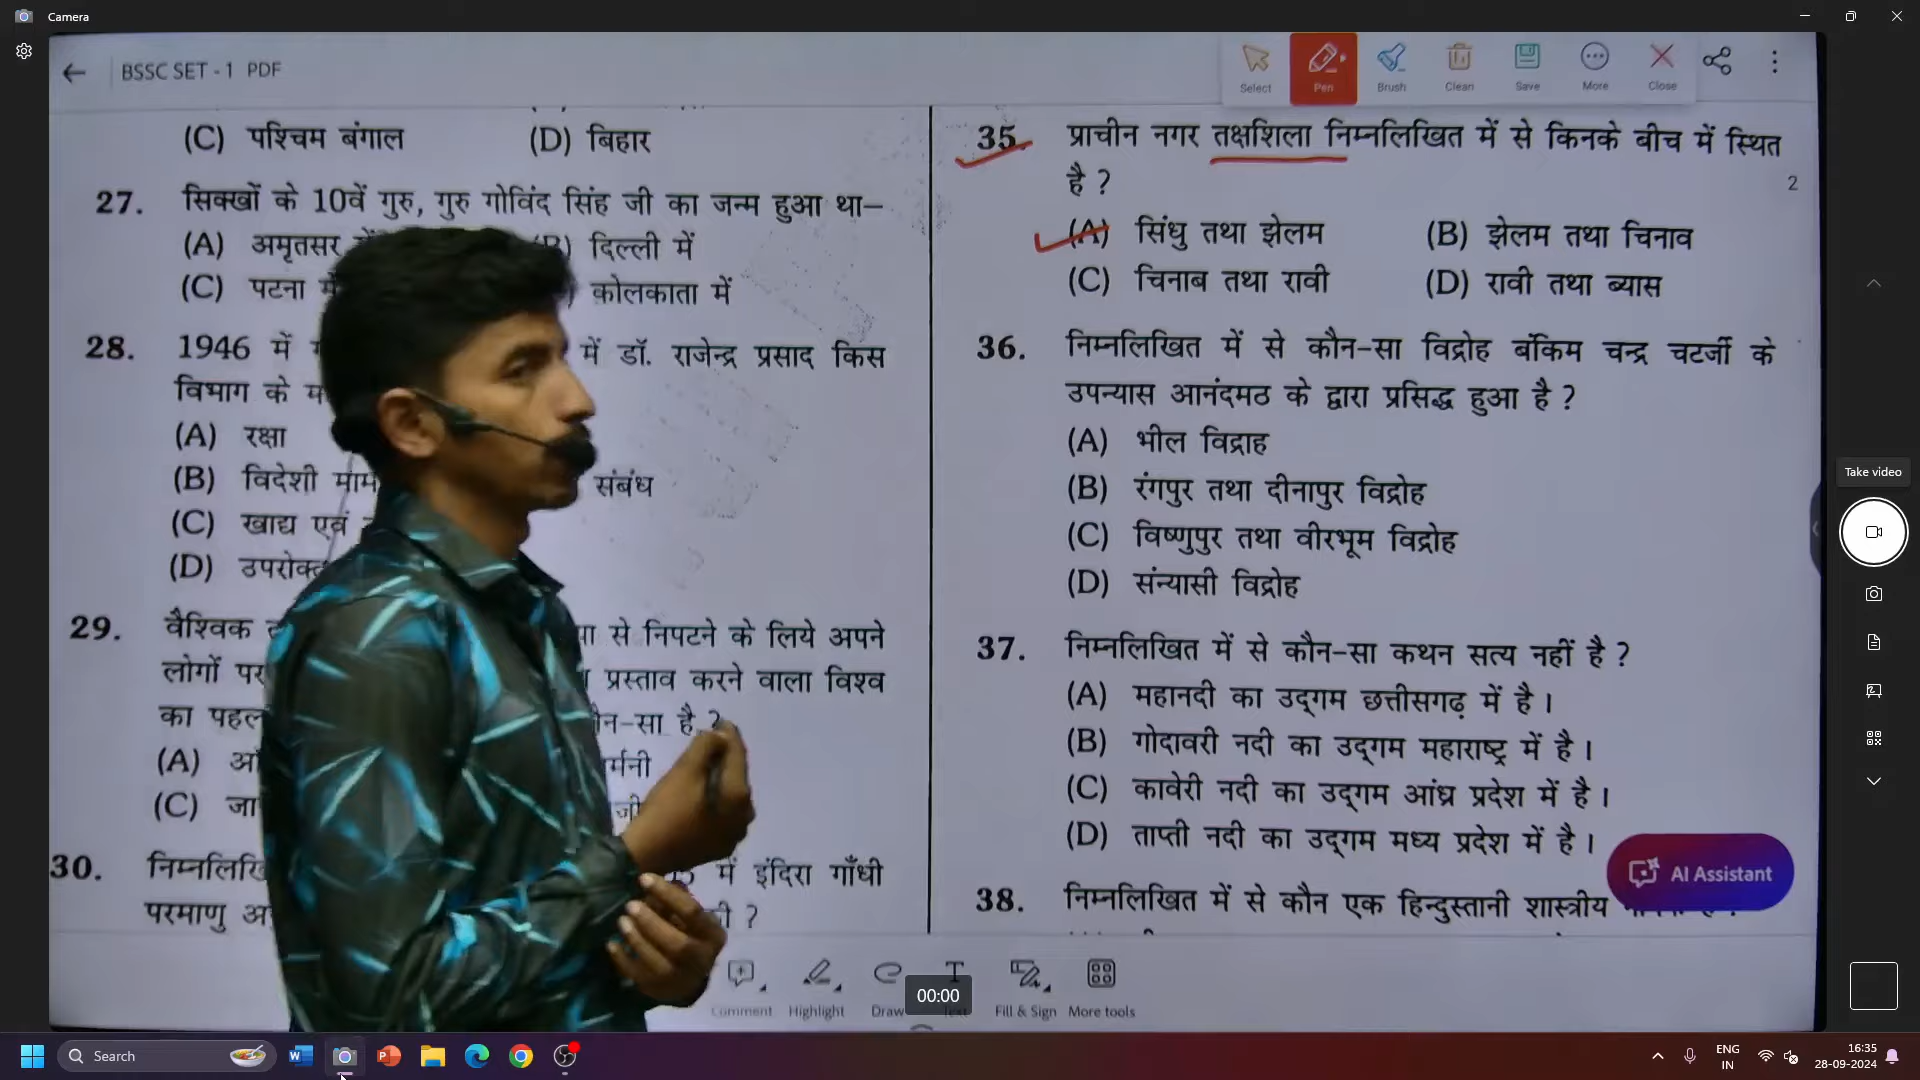 Camera
BSSC SET - 1 PDF
Select
Pen
Brush
Clean
Save
More
Close
(C) पश्चिम बंगाल (D) बिहार
27. सिक्खों के 10वें गुरु, गुरु गोविंद सिंह जी का जन्म हुआ था–
(A) अमृतसर में दिल्ली में
(C) पटना में कोलकाता में
28. 1946 में में डॉ. राजेन्द्र प्रसाद किस
विभाग के
(A) रक्षा
(B) विदेशी संबंध
(C) खाद्य एवं
(D)
29. वैश्विक से निपटने के लिये अपने
लोगों पर प्रस्ताव करने वाला विश्व
का है ?
(A)
(C)
30. में इंदिरा गाँधी
परमाणु ?
35. प्राचीन नगर तक्षशिला निम्नलिखित में से किनके बीच में स्थित
है ?
2
(A) सिंधु तथा झेलम (B) झेलम तथा चिनाव
(C) चिनाब तथा रावी (D) रावी तथा ब्यास
36. निम्नलिखित में से कौन-सा विद्रोह बंकिम चन्द्र चटर्जी के
उपन्यास आनंदमठ के द्वारा प्रसिद्ध हुआ है ?
(A) भील विद्राह
(B) रंगपुर तथा दीनापुर विद्रोह
(C) विष्णुपुर तथा वीरभूम विद्रोह
(D) संन्यासी विद्रोह
37. निम्नलिखित में से कौन-सा कथन सत्य नहीं है ?
(A) महानदी का उद्गम छत्तीसगढ़ में है ।
(B) गोदावरी नदी का उद्गम महाराष्ट्र में है ।
(C) कावेरी नदी का उद्गम आंध्र प्रदेश में है ।
(D) ताप्ती नदी का उद्गम मध्य प्रदेश में है ।
38. निम्नलिखित में से कौन एक हिन्दुस्तानी शास्त्रीय
AI Assistant
Take video
Comment
Highlight
Draw
Text
Fill & Sign
More tools
00:00
Search
ENG
IN
16:35
28-09-2024